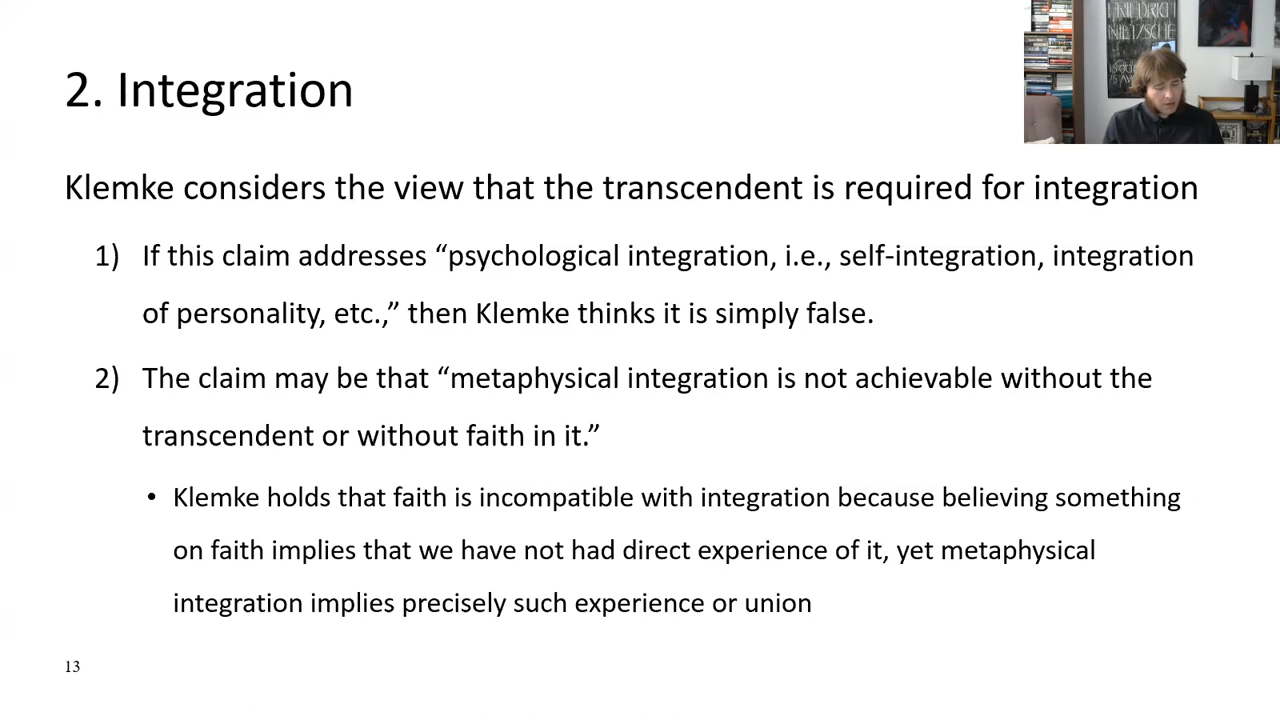 FRIEDRICH
NIETZSCHE
2. Integration
Klemke considers the view that the transcendent is required for integration
1) If this claim addresses “psychological integration, i.e., self-integration, integration
of personality, etc.,” then Klemke thinks it is simply false.
2) The claim may be that “metaphysical integration is not achievable without the
transcendent or without faith in it.”
• Klemke holds that faith is incompatible with integration because believing something
on faith implies that we have not had direct experience of it, yet metaphysical
integration implies precisely such experience or union
13